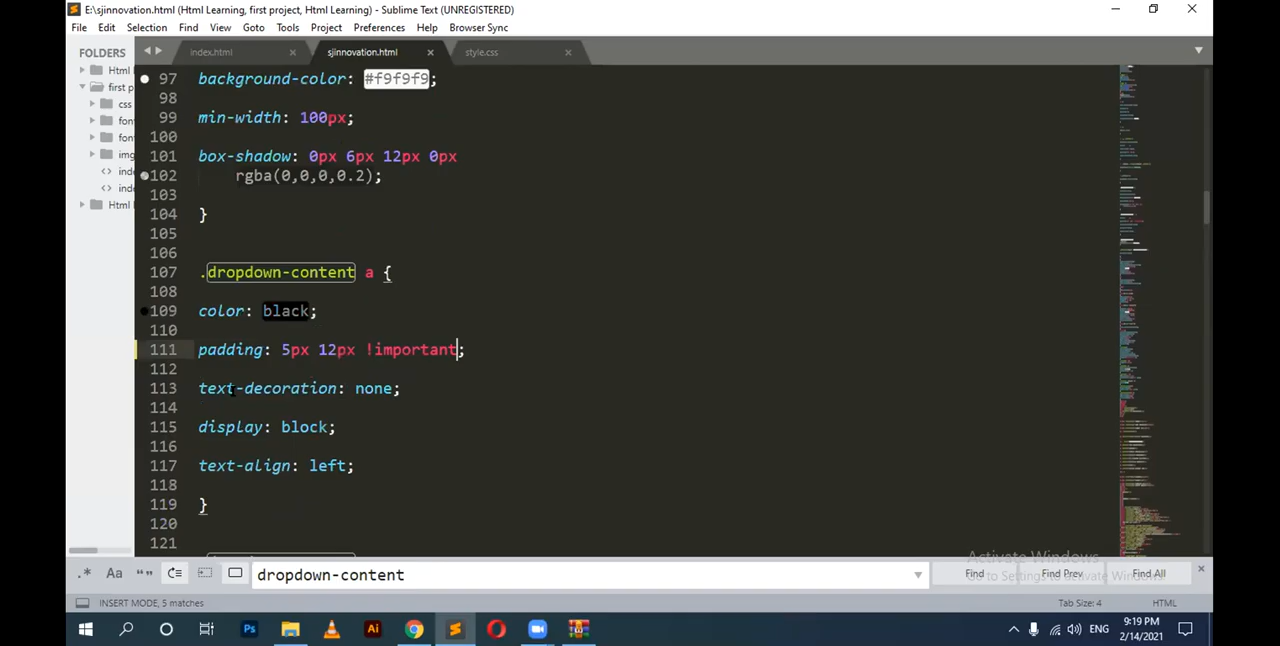 E:\sjinnovation.html (Html Learning, first project, Html Learning) - Sublime Text (UNREGISTERED)
File Edit Selection Find View Goto Tools Project Preferences Help Browser Sync
FOLDERS
Html
first p
css
font
font
img
inde
inde
Html
index.html sjinnovation.html style.css
97 background-color: #f9f9f9;
98
99 min-width: 100px;
100
101 box-shadow: 0px 6px 12px 0px
102 rgba(0,0,0,0.2);
103
104 }
105
106
107 .dropdown-content a {
108
109 color: black;
110
111 padding: 5px 12px !important;
112
113 text-decoration: none;
114
115 display: block;
116
117 text-align: left;
118
119 }
120
121
Activate Windows
Go to Settings to activate Windows.
.* Aa “” dropdown-content Find Find Prev Find All
INSERT MODE, 5 matches Tab Size: 4 HTML
Ps Ai ENG 9:19 PM
2/14/2021